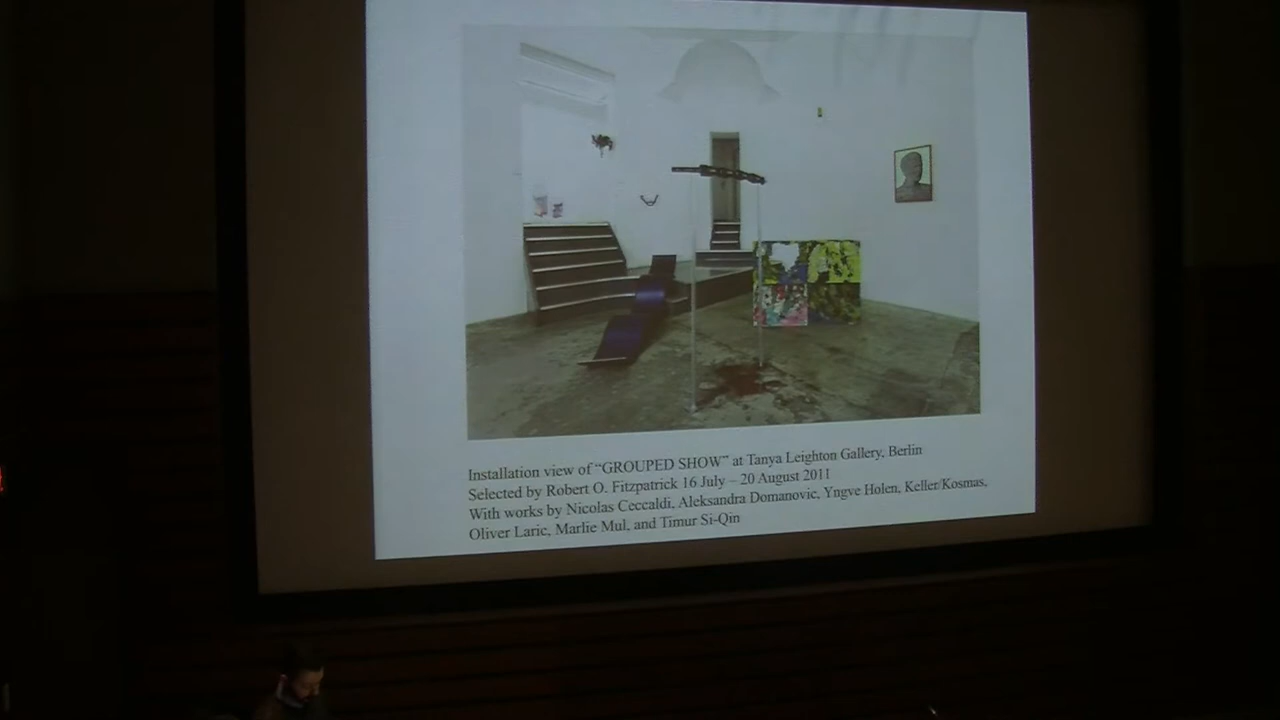 Installation view of “GROUPED SHOW” at Tanya Leighton Gallery, Berlin
Selected by Robert O. Fitzpatrick 16 July – 20 August 2011
With works by Nicolas Ceccaldi, Aleksandra Domanovic, Yngve Holen, Keller/Kosmas,
Oliver Laric, Marlie Mul, and Timur Si-Qin